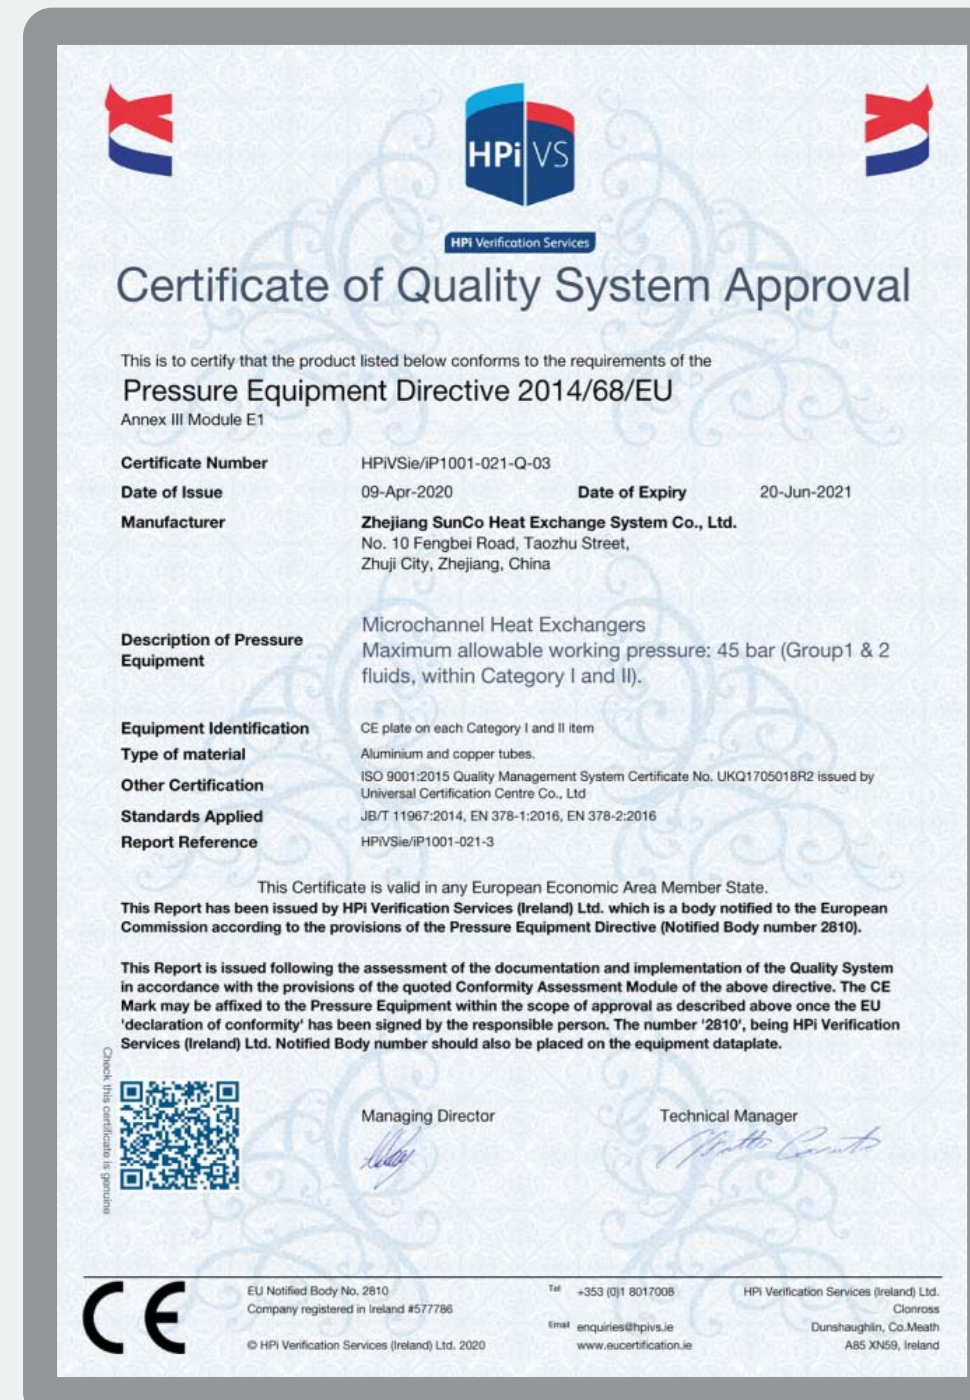 HPi VS
HPi Verification Services
Certificate of Quality System Approval
This is to certify that the product listed below conforms to the requirements of the
Pressure Equipment Directive 2014/68/EU
Annex III Module E1
Certificate Number HPiVSie/iP1001-021-Q-03
Date of Issue 09-Apr-2020 Date of Expiry 20-Jun-2021
Manufacturer Zhejiang SunCo Heat Exchange System Co., Ltd.
No. 10 Fengbei Road, Taozhu Street,
Zhuji City, Zhejiang, China
Microchannel Heat Exchangers
Description of Pressure Maximum allowable working pressure: 45 bar (Group1 & 2
Equipment fluids, within Category I and II).
Equipment Identification CE plate on each Category I and II item
Type of material Aluminium and copper tubes.
Other Certification ISO 9001:2015 Quality Management System Certificate No. UKQ1705018R2 issued by
Universal Certification Centre Co., Ltd
Standards Applied JB/T 11967:2014, EN 378-1:2016, EN 378-2:2016
Report Reference HPiVSie/iP1001-021-3
This Certificate is valid in any European Economic Area Member State.
This Report has been issued by HPi Verification Services (Ireland) Ltd. which is a body notified to the European
Commission according to the provisions of the Pressure Equipment Directive (Notified Body number 2810).
This Report is issued following the assessment of the documentation and implementation of the Quality System
in accordance with the provisions of the quoted Conformity Assessment Module of the above directive. The CE
Mark may be affixed to the Pressure Equipment within the scope of approval as described above once the EU
'declaration of conformity' has been signed by the responsible person. The number '2810', being HPi Verification
Services (Ireland) Ltd. Notified Body number should also be placed on the equipment dataplate.
Check this certificate is genuine
Managing Director Technical Manager
CE
EU Notified Body No. 2810 Tel +353 (0)1 8017008 HPi Verification Services (Ireland) Ltd.
Company registered in Ireland #577786 Clonross
Email enquiries@hpivs.ie Dunshaughlin, Co.Meath
© HPi Verification Services (Ireland) Ltd. 2020 www.eucertification.ie A85 XN59, Ireland